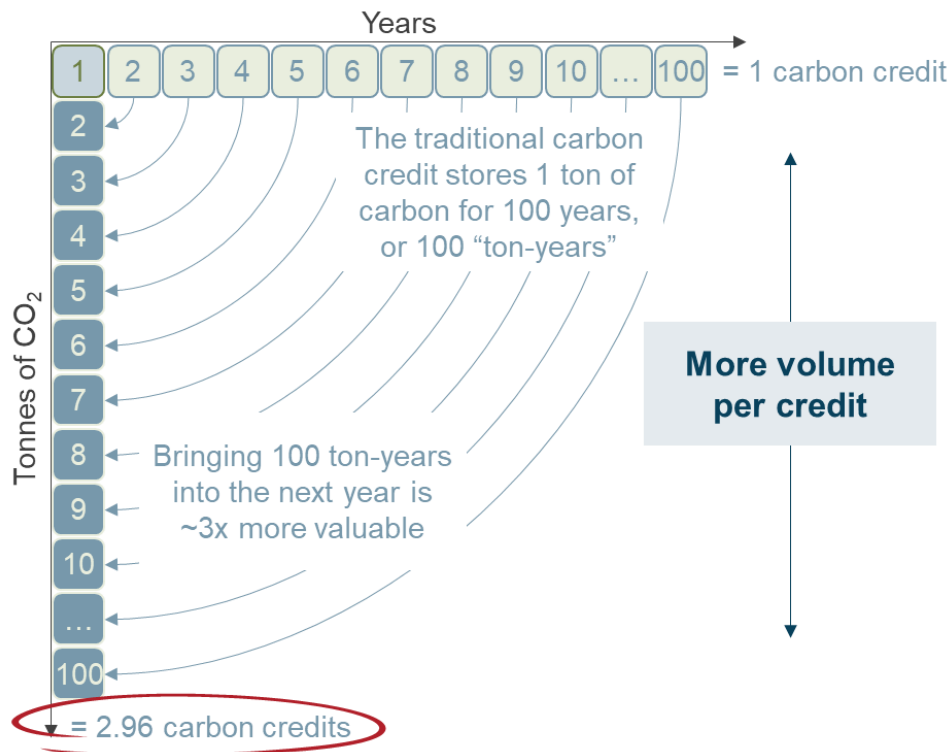 Years
1 2 3 4 5 6 7 8 9 10 ... 100 = 1 carbon credit
2
3
4
5
6
7
8
9
10
...
100
Tonnes of CO₂
The traditional carbon
credit stores 1 ton of
carbon for 100 years,
or 100 “ton-years”
More volume
per credit
Bringing 100 ton-years
into the next year is
~3x more valuable
= 2.96 carbon credits